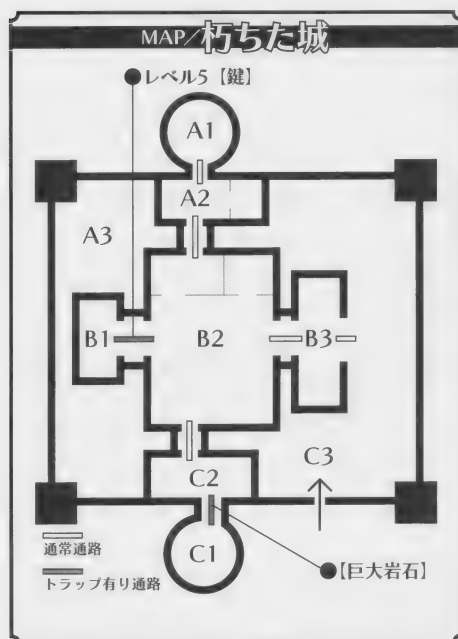 MAP/朽ちた城
●レベル5【鍵】
A1
A2
A3
B1
B2
B3
C3
C2
C1
通常通路
トラップ有り通路
●【巨大岩石】